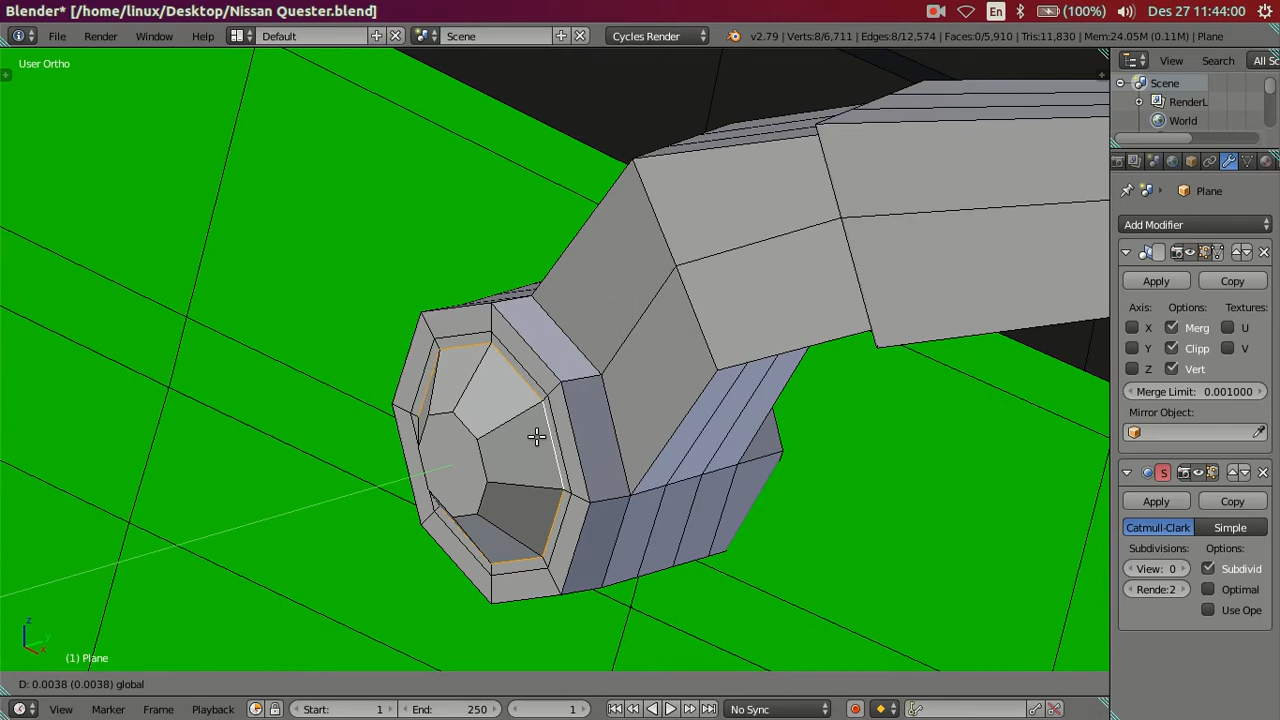 Blender* [/home/linux/Desktop/Nissan Quester.blend]
En (100%) Des 27 11:44:00
File Render Window Help Default Scene Cycles Render v2.79 | Verts:8/6,711 | Edges:8/12,574 | Faces:0/5,910 | Tris:11,830 | Mem:24.05M (0.11M) | Plane
User Ortho
View Search All Sc
Scene
RenderL
World
Plane
Add Modifier
Apply Copy
Axis: Options: Textures:
X Merg U
Y Clipp V
Z Vert
Merge Limit: 0.001000
Mirror Object:
S
Apply Copy
Catmull-Clark Simple
Subdivisions: Options:
View: 0 Subdivid
Rende:2 Optimal
Use Ope
z
y
x
(1) Plane
D: 0.0038 (0.0038) global
View Marker Frame Playback Start: 1 End: 250 1 No Sync